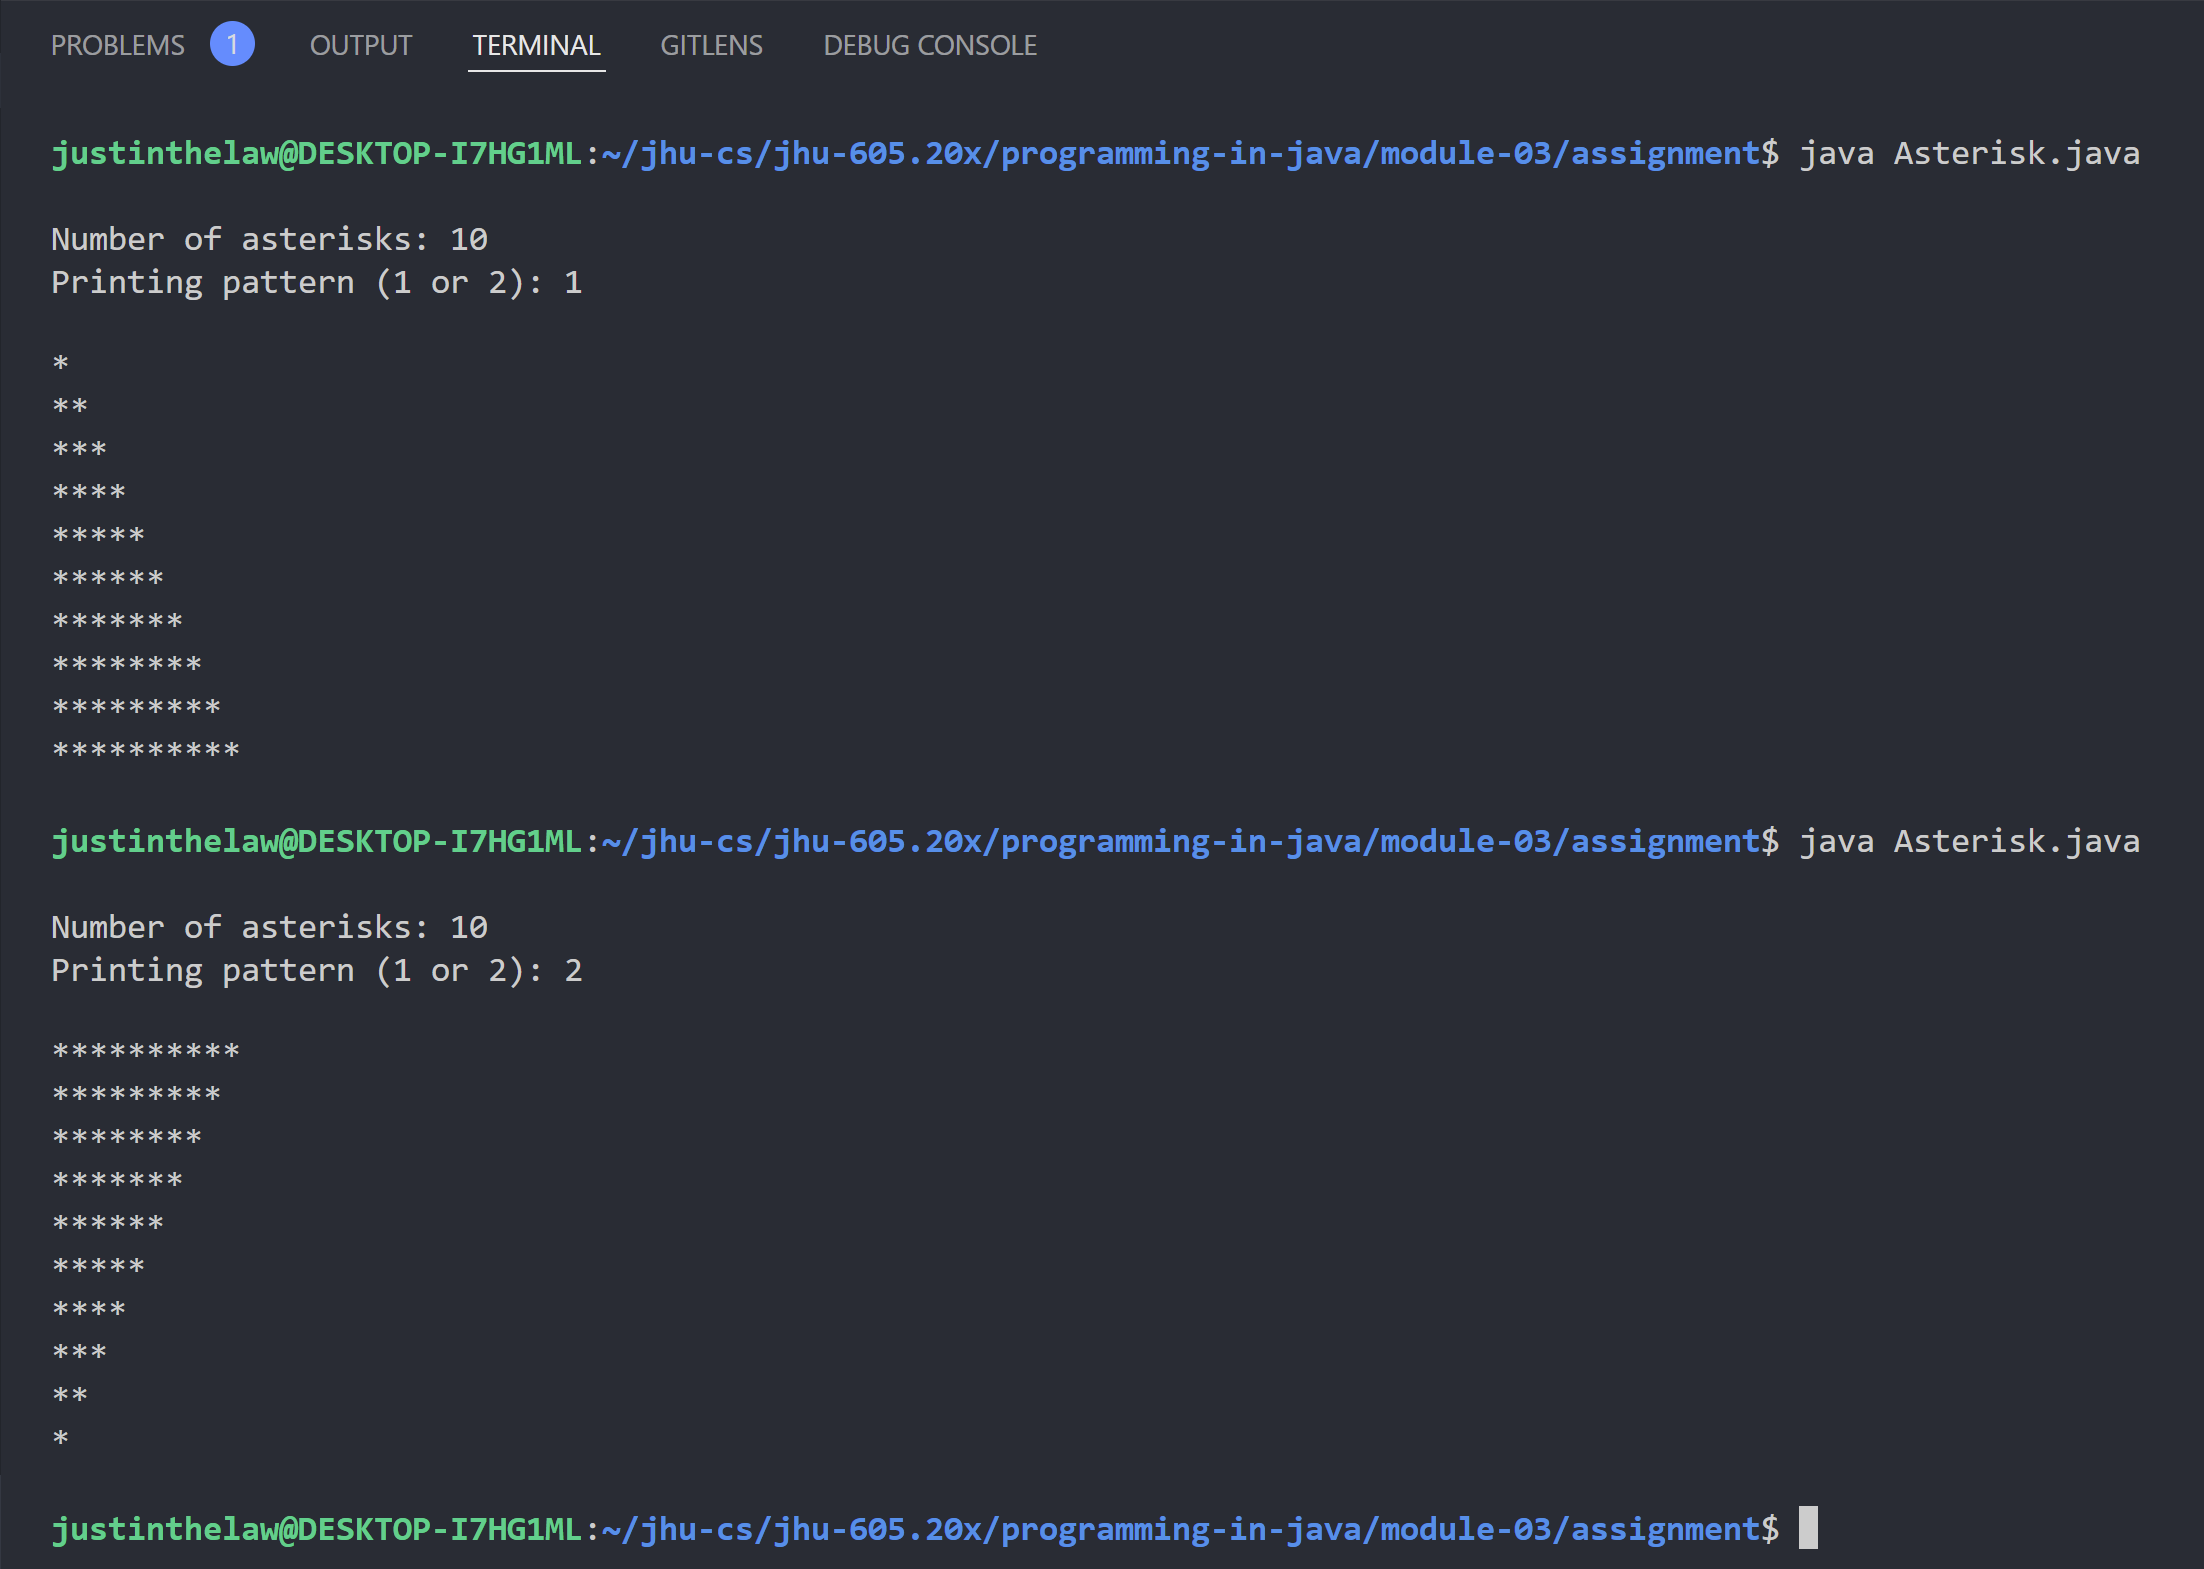 PROBLEMS 1 OUTPUT TERMINAL GITLENS DEBUG CONSOLE
justinthelaw@DESKTOP-I7HG1ML:~/jhu-cs/jhu-605.20x/programming-in-java/module-03/assignment$ java Asterisk.java
Number of asterisks: 10
Printing pattern (1 or 2): 1
*
**
***
****
*****
******
*******
********
*********
**********
justinthelaw@DESKTOP-I7HG1ML:~/jhu-cs/jhu-605.20x/programming-in-java/module-03/assignment$ java Asterisk.java
Number of asterisks: 10
Printing pattern (1 or 2): 2
**********
*********
********
*******
******
*****
****
***
**
*
justinthelaw@DESKTOP-I7HG1ML:~/jhu-cs/jhu-605.20x/programming-in-java/module-03/assignment$